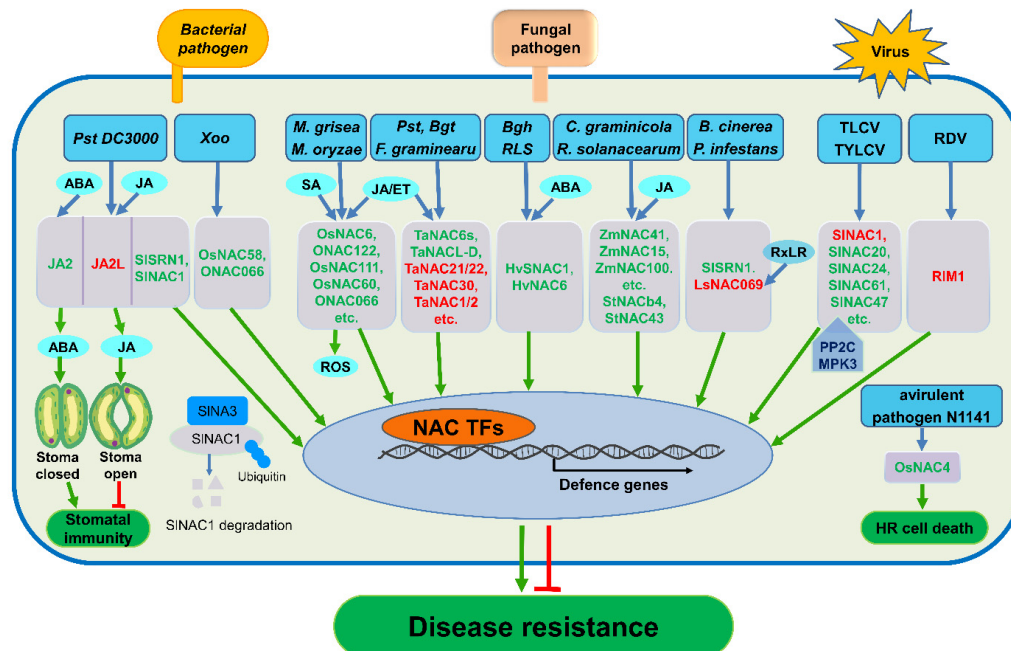 Bacterial
pathogen
Fungal
pathogen
Virus
Pst DC3000
Xoo
M. grisea
M. oryzae
Pst, Bgt
F. graminearu
Bgh
RLS
C. graminicola
R. solanacearum
B. cinerea
P. infestans
TLCV
TYLCV
RDV
ABA
JA
SA
JA/ET
ABA
JA
RxLR
JA2
JA2L
SlSRN1,
SlNAC1
OsNAC58,
ONAC066
OsNAC6,
ONAC122,
OsNAC111,
OsNAC60,
ONAC066
etc.
TaNAC6s,
TaNACL-D,
TaNAC21/22,
TaNAC30,
TaNAC1/2
etc.
HvSNAC1,
HvNAC6
ZmNAC41,
ZmNAC15,
ZmNAC100.
etc.
StNACb4,
StNAC43
SlSRN1.
LsNAC069
SlNAC1,
SlNAC20,
SlNAC24,
SlNAC61,
SlNAC47
etc.
RIM1
PP2C
MPK3
ABA
JA
ROS
Stoma
closed
Stoma
open
Stomatal
immunity
SINA3
SlNAC1
Ubiquitin
SlNAC1 degradation
NAC TFs
Defence genes
avirulent
pathogen N1141
OsNAC4
HR cell death
Disease resistance